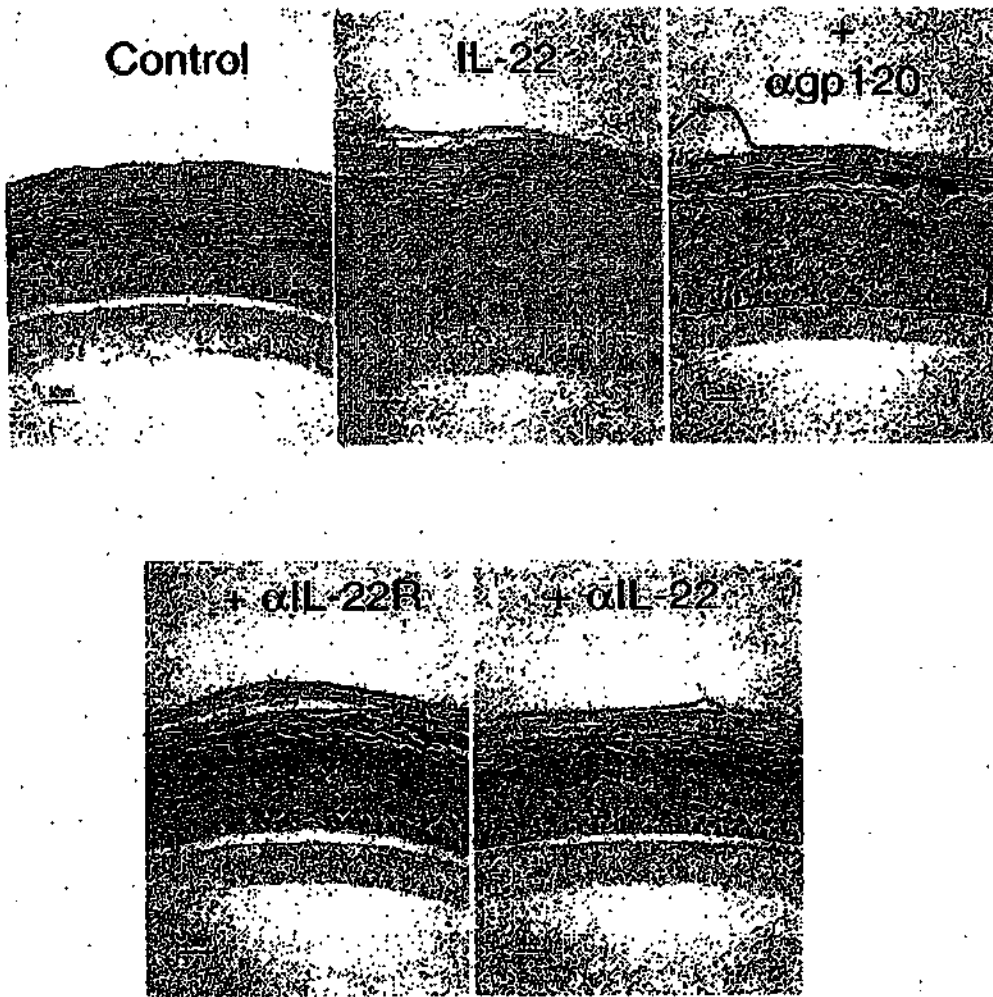 Control
IL-22
+
αgp120
+ αIL-22R
+ αIL-22